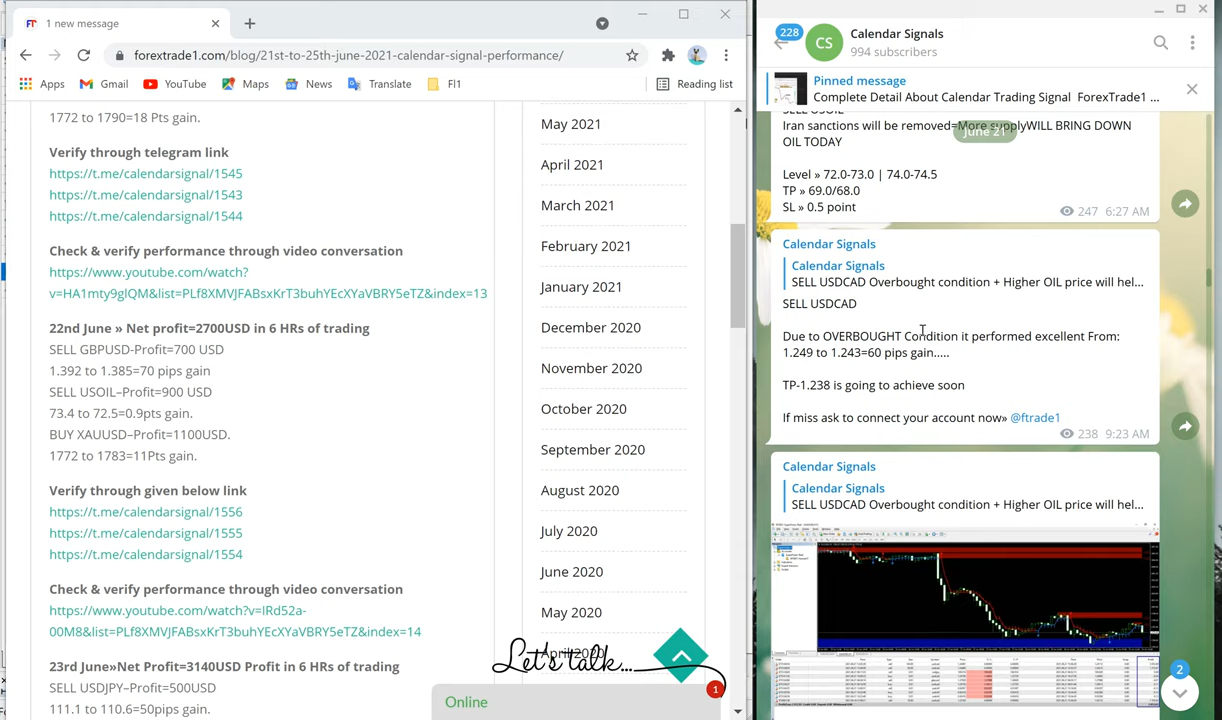 1 new message
forextrade1.com/blog/21st-to-25th-june-2021-calendar-signal-performance/
Apps
Gmail
YouTube
Maps
News
Translate
Fl1
Reading list
1772 to 1790=18 Pts gain.
Verify through telegram link
https://t.me/calendarsignal/1545
https://t.me/calendarsignal/1543
https://t.me/calendarsignal/1544
Check & verify performance through video conversation
https://www.youtube.com/watch?
v=HA1mty9glQM&list=PLf8XMVJFABsxKrT3buhYEcXYaVBRY5eTZ&index=13
22nd June » Net profit=2700USD in 6 HRs of trading
SELL GBPUSD-Profit=700 USD
1.392 to 1.385=70 pips gain
SELL USOIL–Profit=900 USD
73.4 to 72.5=0.9pts gain.
BUY XAUUSD–Profit=1100USD.
1772 to 1783=11Pts gain.
Verify through given below link
https://t.me/calendarsignal/1556
https://t.me/calendarsignal/1555
https://t.me/calendarsignal/1554
Check & verify performance through video conversation
https://www.youtube.com/watch?v=IRd52a-
00M8&list=PLf8XMVJFABsxKrT3buhYEcXYaVBRY5eTZ&index=14
23rd June»Net Profit=3140USD Profit in 6 HRs of trading
SELL USDJPY–Profit=500USD
111.1 to 110.6=50pips gain.
May 2021
April 2021
March 2021
February 2021
January 2021
December 2020
November 2020
October 2020
September 2020
August 2020
July 2020
June 2020
May 2020
April 2020
Let's talk...
1
Online
228
CS
Calendar Signals
994 subscribers
Pinned message
Complete Detail About Calendar Trading Signal ForexTrade1 ...
SELL USOIL
June 21
Iran sanctions will be removed=More supplyWILL BRING DOWN
OIL TODAY
Level » 72.0-73.0 | 74.0-74.5
TP » 69.0/68.0
SL » 0.5 point
247 6:27 AM
Calendar Signals
Calendar Signals
SELL USDCAD Overbought condition + Higher OIL price will hel...
SELL USDCAD
Due to OVERBOUGHT Condition it performed excellent From:
1.249 to 1.243=60 pips gain.....
TP-1.238 is going to achieve soon
If miss ask to connect your account now» @ftrade1
238 9:23 AM
Calendar Signals
Calendar Signals
SELL USDCAD Overbought condition + Higher OIL price will hel...
2